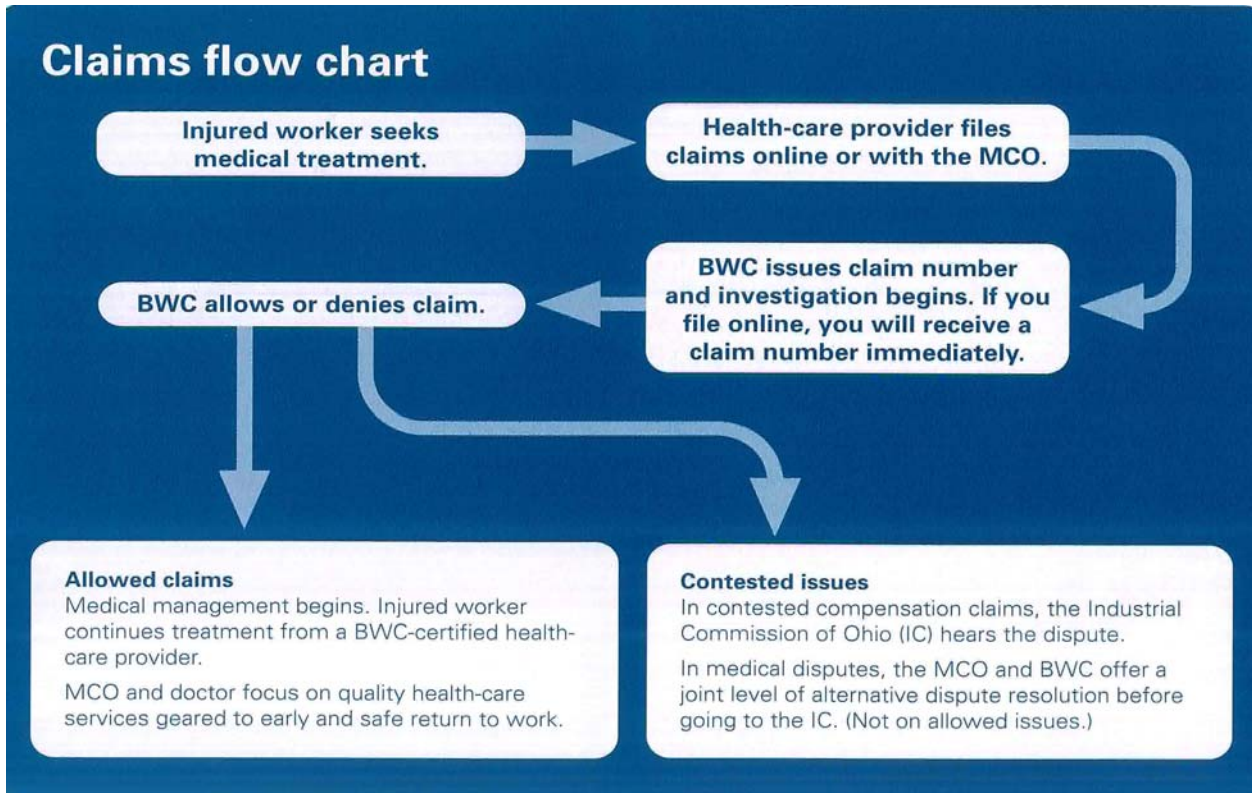 Claims flow chart
Injured worker seeks
medical treatment.
Health-care provider files
claims online or with the MCO.
BWC issues claim number
and investigation begins. If you
file online, you will receive a
claim number immediately.
BWC allows or denies claim.
Allowed claims
Medical management begins. Injured worker
continues treatment from a BWC-certified health-
care provider.
MCO and doctor focus on quality health-care
services geared to early and safe return to work.
Contested issues
In contested compensation claims, the Industrial
Commission of Ohio (IC) hears the dispute.
In medical disputes, the MCO and BWC offer a
joint level of alternative dispute resolution before
going to the IC. (Not on allowed issues.)